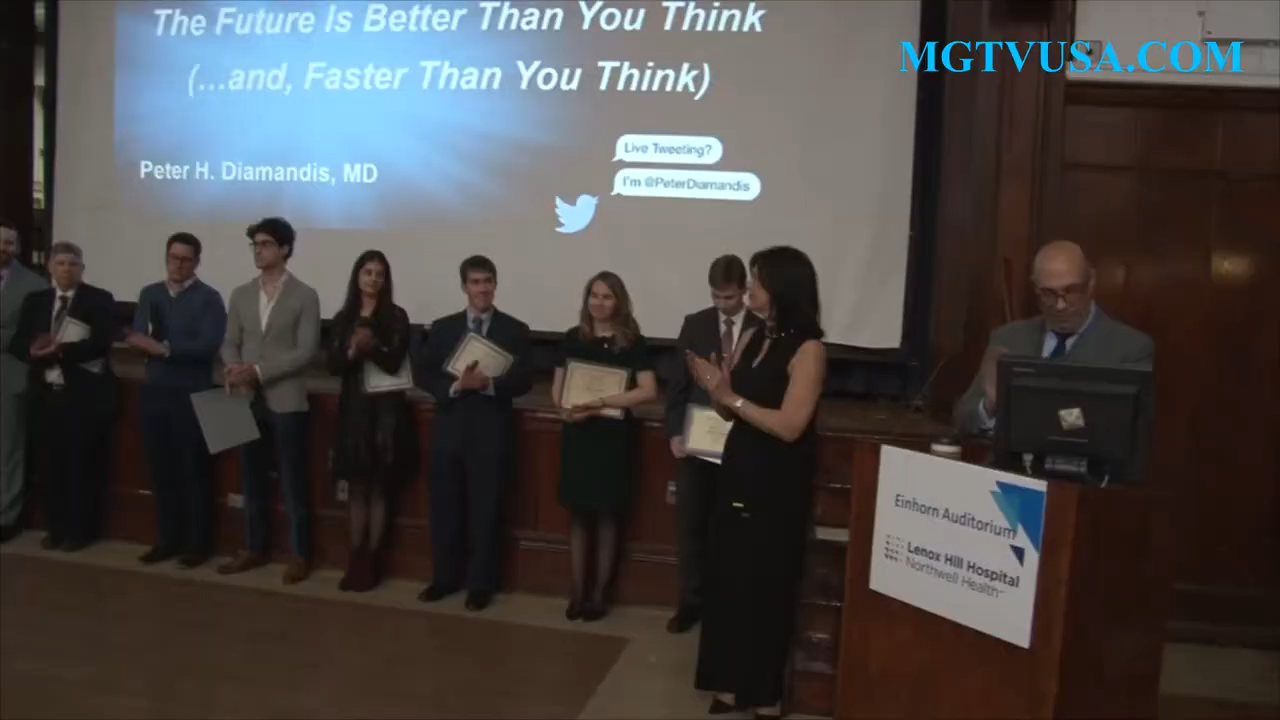 The Future Is Better Than You Think
(...and, Faster Than You Think)
Peter H. Diamandis, MD
Live Tweeting?
I'm @PeterDiamandis
MGTVUSA.COM
Einhorn Auditorium
Lenox Hill Hospital
Northwell Health